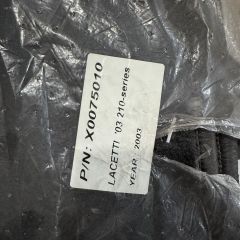 P/N: X0075010
LACETTI '03 210-series
YEAR : 2003